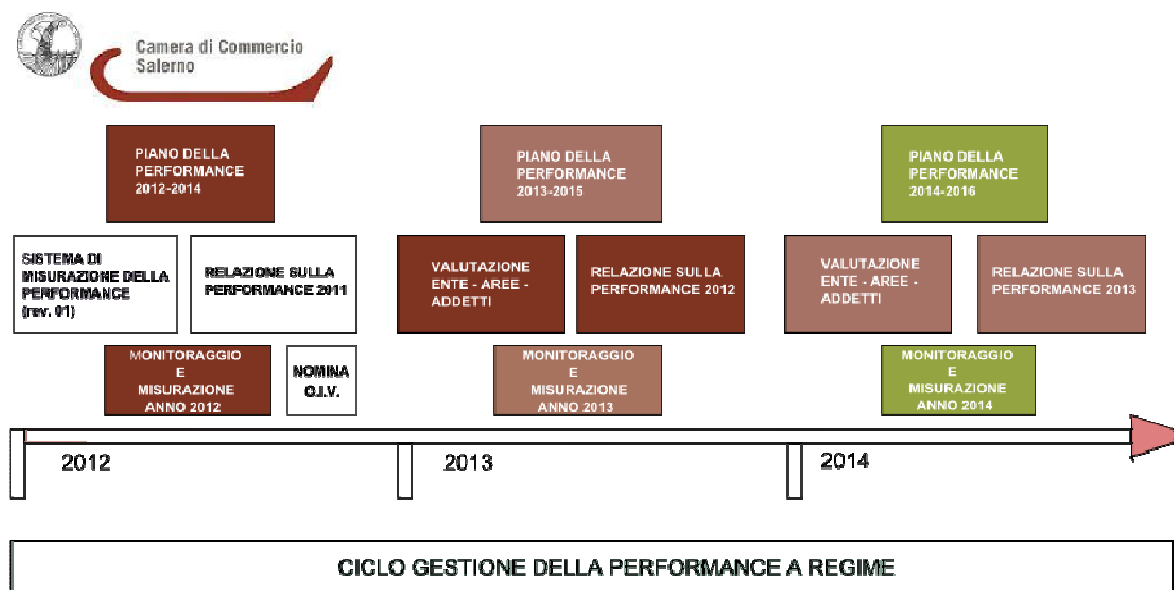 Camera di Commercio
Salerno
PIANO DELLA
PERFORMANCE
2012-2014
PIANO DELLA
PERFORMANCE
2013-2015
PIANO DELLA
PERFORMANCE
2014-2016
SISTEMA DI
MISURAZIONE DELLA
PERFORMANCE
(rev. 01)
RELAZIONE SULLA
PERFORMANCE 2011
VALUTAZIONE
ENTE - AREE -
ADDETTI
RELAZIONE SULLA
PERFORMANCE 2012
VALUTAZIONE
ENTE - AREE -
ADDETTI
RELAZIONE SULLA
PERFORMANCE 2013
MONITORAGGIO
E
MISURAZIONE
ANNO 2012
NOMINA
O.I.V.
MONITORAGGIO
E
MISURAZIONE
ANNO 2013
MONITORAGGIO
E
MISURAZIONE
ANNO 2014
2012
2013
2014
CICLO GESTIONE DELLA PERFORMANCE A REGIME